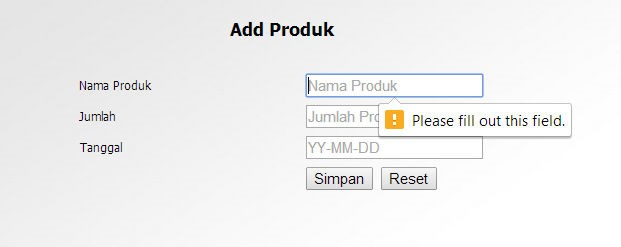 Add Produk
Nama Produk Nama Produk
Jumlah Jumlah Pro
Please fill out this field.
Tanggal YY-MM-DD
Simpan Reset